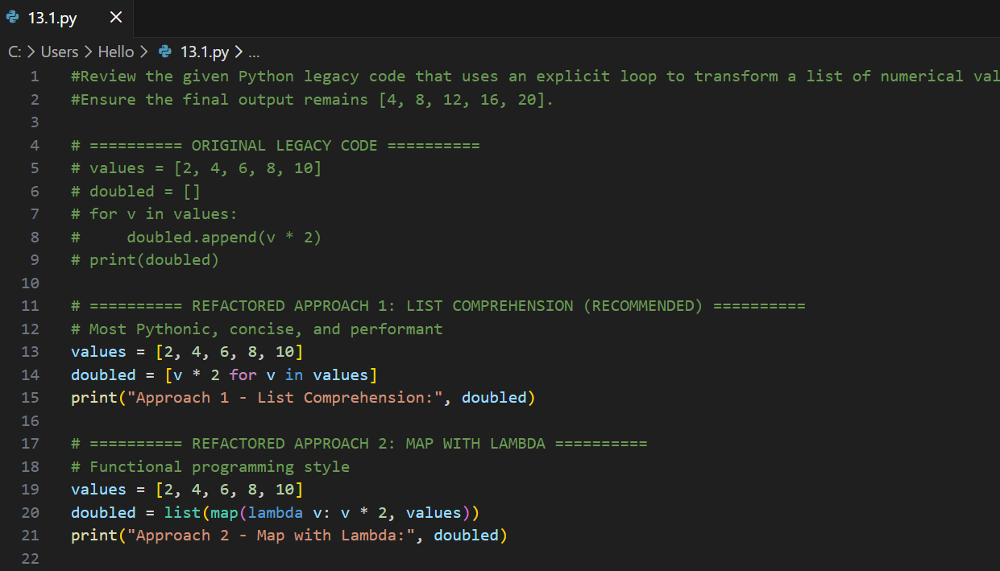 13.1.py ×
C: > Users > Hello > 13.1.py > ...
1 #Review the given Python legacy code that uses an explicit loop to transform a list of numerical val
2 #Ensure the final output remains [4, 8, 12, 16, 20].
3
4 # ========== ORIGINAL LEGACY CODE ==========
5 # values = [2, 4, 6, 8, 10]
6 # doubled = []
7 # for v in values:
8 #     doubled.append(v * 2)
9 # print(doubled)
10
11 # ========== REFACTORED APPROACH 1: LIST COMPREHENSION (RECOMMENDED) ==========
12 # Most Pythonic, concise, and performant
13 values = [2, 4, 6, 8, 10]
14 doubled = [v * 2 for v in values]
15 print("Approach 1 - List Comprehension:", doubled)
16
17 # ========== REFACTORED APPROACH 2: MAP WITH LAMBDA ==========
18 # Functional programming style
19 values = [2, 4, 6, 8, 10]
20 doubled = list(map(lambda v: v * 2, values))
21 print("Approach 2 - Map with Lambda:", doubled)
22